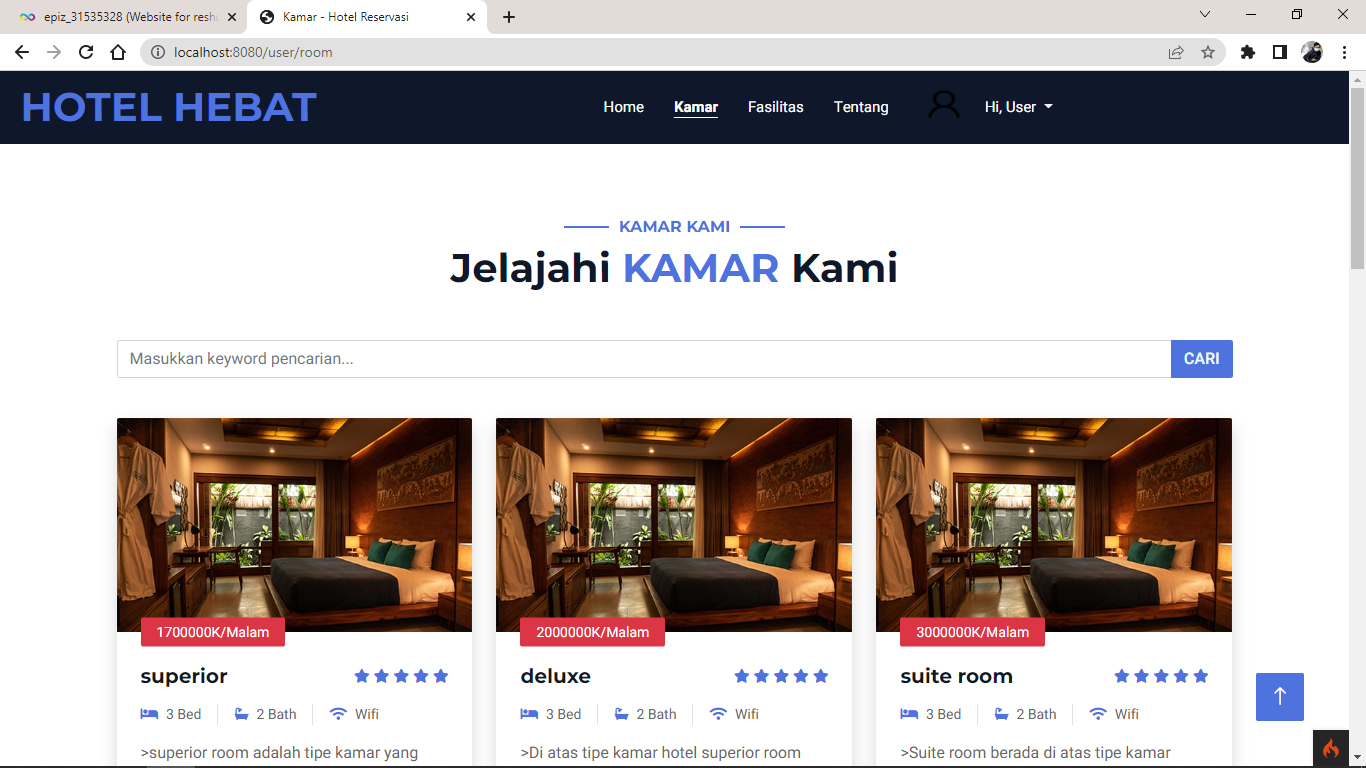 epiz_31535328 (Website for resh
Kamar - Hotel Reservasi
localhost:8080/user/room
HOTEL HEBAT
Home Kamar Fasilitas Tentang Hi, User
KAMAR KAMI
Jelajahi KAMAR Kami
Masukkan keyword pencarian... CARI
1700000K/Malam 2000000K/Malam 3000000K/Malam
superior deluxe suite room
3 Bed 2 Bath Wifi 3 Bed 2 Bath Wifi 3 Bed 2 Bath Wifi
>superior room adalah tipe kamar yang >Di atas tipe kamar hotel superior room >Suite room berada di atas tipe kamar